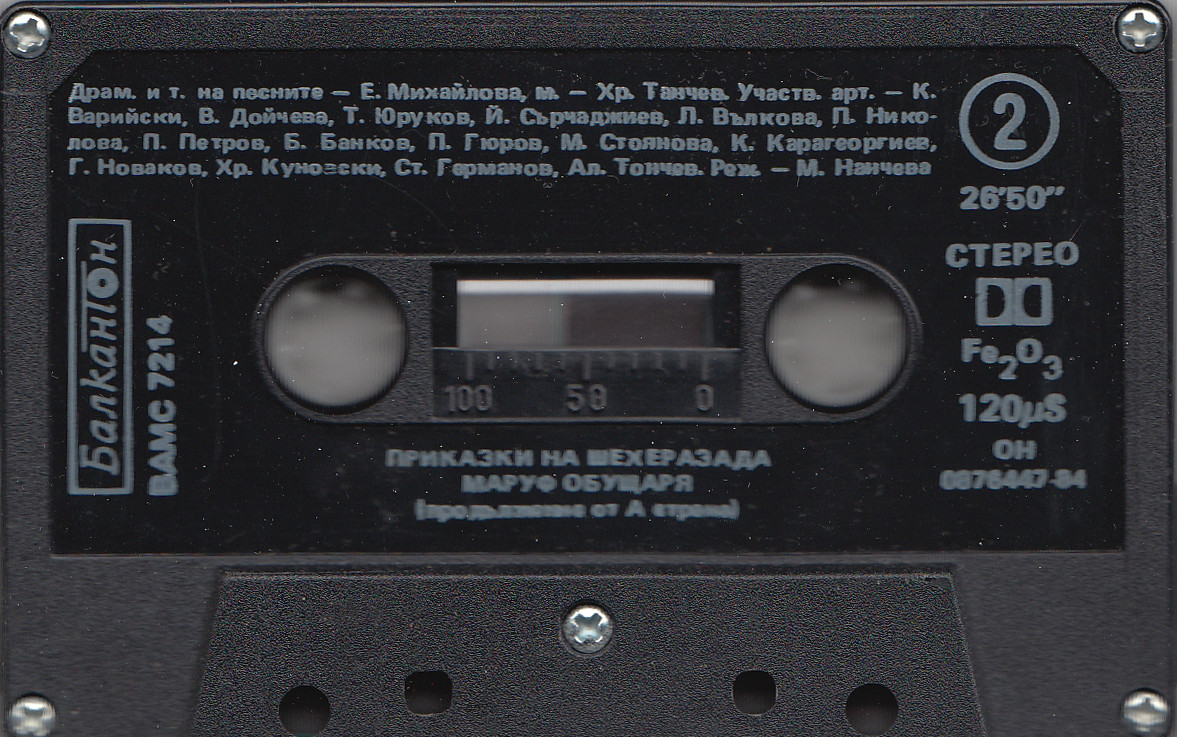 Драм. и т. на песните – Е. Михайлова, м. – Хр. Танчев. Участв. арт. – К.
Варийски, В. Дойчева, Т. Юруков, Й. Сърчаджиев, Л. Вълкова, П. Нико-
лова, П. Петров, Б. Банков, П. Гюров, М. Стоянова, К. Карагеоргиев,
Г. Новаков, Хр. Куновски, Ст. Германов, Ал. Тончев. Реж. – М. Нанчева
2
26'50"
СТЕРЕО
Fe2O3
120µS
ОН
0876447-84
Балкантон
ВАМС 7214
100 50 0
ПРИКАЗКИ НА ШЕХЕРАЗАДА
МАРУФ ОБУЩАРЯ
(продължение от А страна)